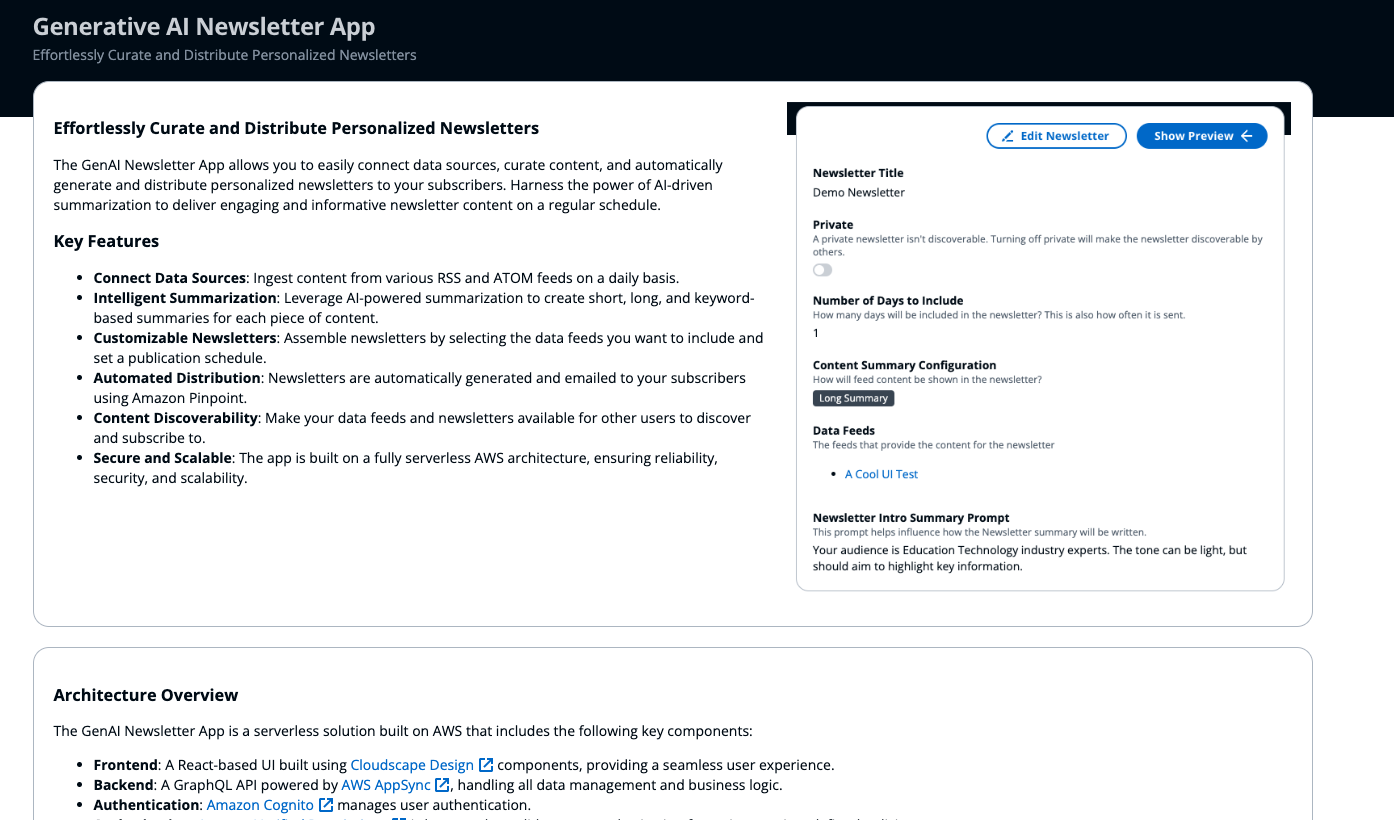 Generative AI Newsletter App
Effortlessly Curate and Distribute Personalized Newsletters
Effortlessly Curate and Distribute Personalized Newsletters
The GenAI Newsletter App allows you to easily connect data sources, curate content, and automatically
generate and distribute personalized newsletters to your subscribers. Harness the power of AI-driven
summarization to deliver engaging and informative newsletter content on a regular schedule.
Key Features
• Connect Data Sources: Ingest content from various RSS and ATOM feeds on a daily basis.
• Intelligent Summarization: Leverage AI-powered summarization to create short, long, and keyword-
based summaries for each piece of content.
• Customizable Newsletters: Assemble newsletters by selecting the data feeds you want to include and
set a publication schedule.
• Automated Distribution: Newsletters are automatically generated and emailed to your subscribers
using Amazon Pinpoint.
• Content Discoverability: Make your data feeds and newsletters available for other users to discover
and subscribe to.
• Secure and Scalable: The app is built on a fully serverless AWS architecture, ensuring reliability,
security, and scalability.
Edit Newsletter
Show Preview
Newsletter Title
Demo Newsletter
Private
A private newsletter isn't discoverable. Turning off private will make the newsletter discoverable by
others.
Number of Days to Include
How many days will be included in the newsletter? This is also how often it is sent.
1
Content Summary Configuration
How will feed content be shown in the newsletter?
Long Summary
Data Feeds
The feeds that provide the content for the newsletter
• A Cool UI Test
Newsletter Intro Summary Prompt
This prompt helps influence how the Newsletter summary will be written.
Your audience is Education Technology industry experts. The tone can be light, but
should aim to highlight key information.
Architecture Overview
The GenAI Newsletter App is a serverless solution built on AWS that includes the following key components:
• Frontend: A React-based UI built using Cloudscape Design components, providing a seamless user experience.
• Backend: A GraphQL API powered by AWS AppSync, handling all data management and business logic.
• Authentication: Amazon Cognito manages user authentication.